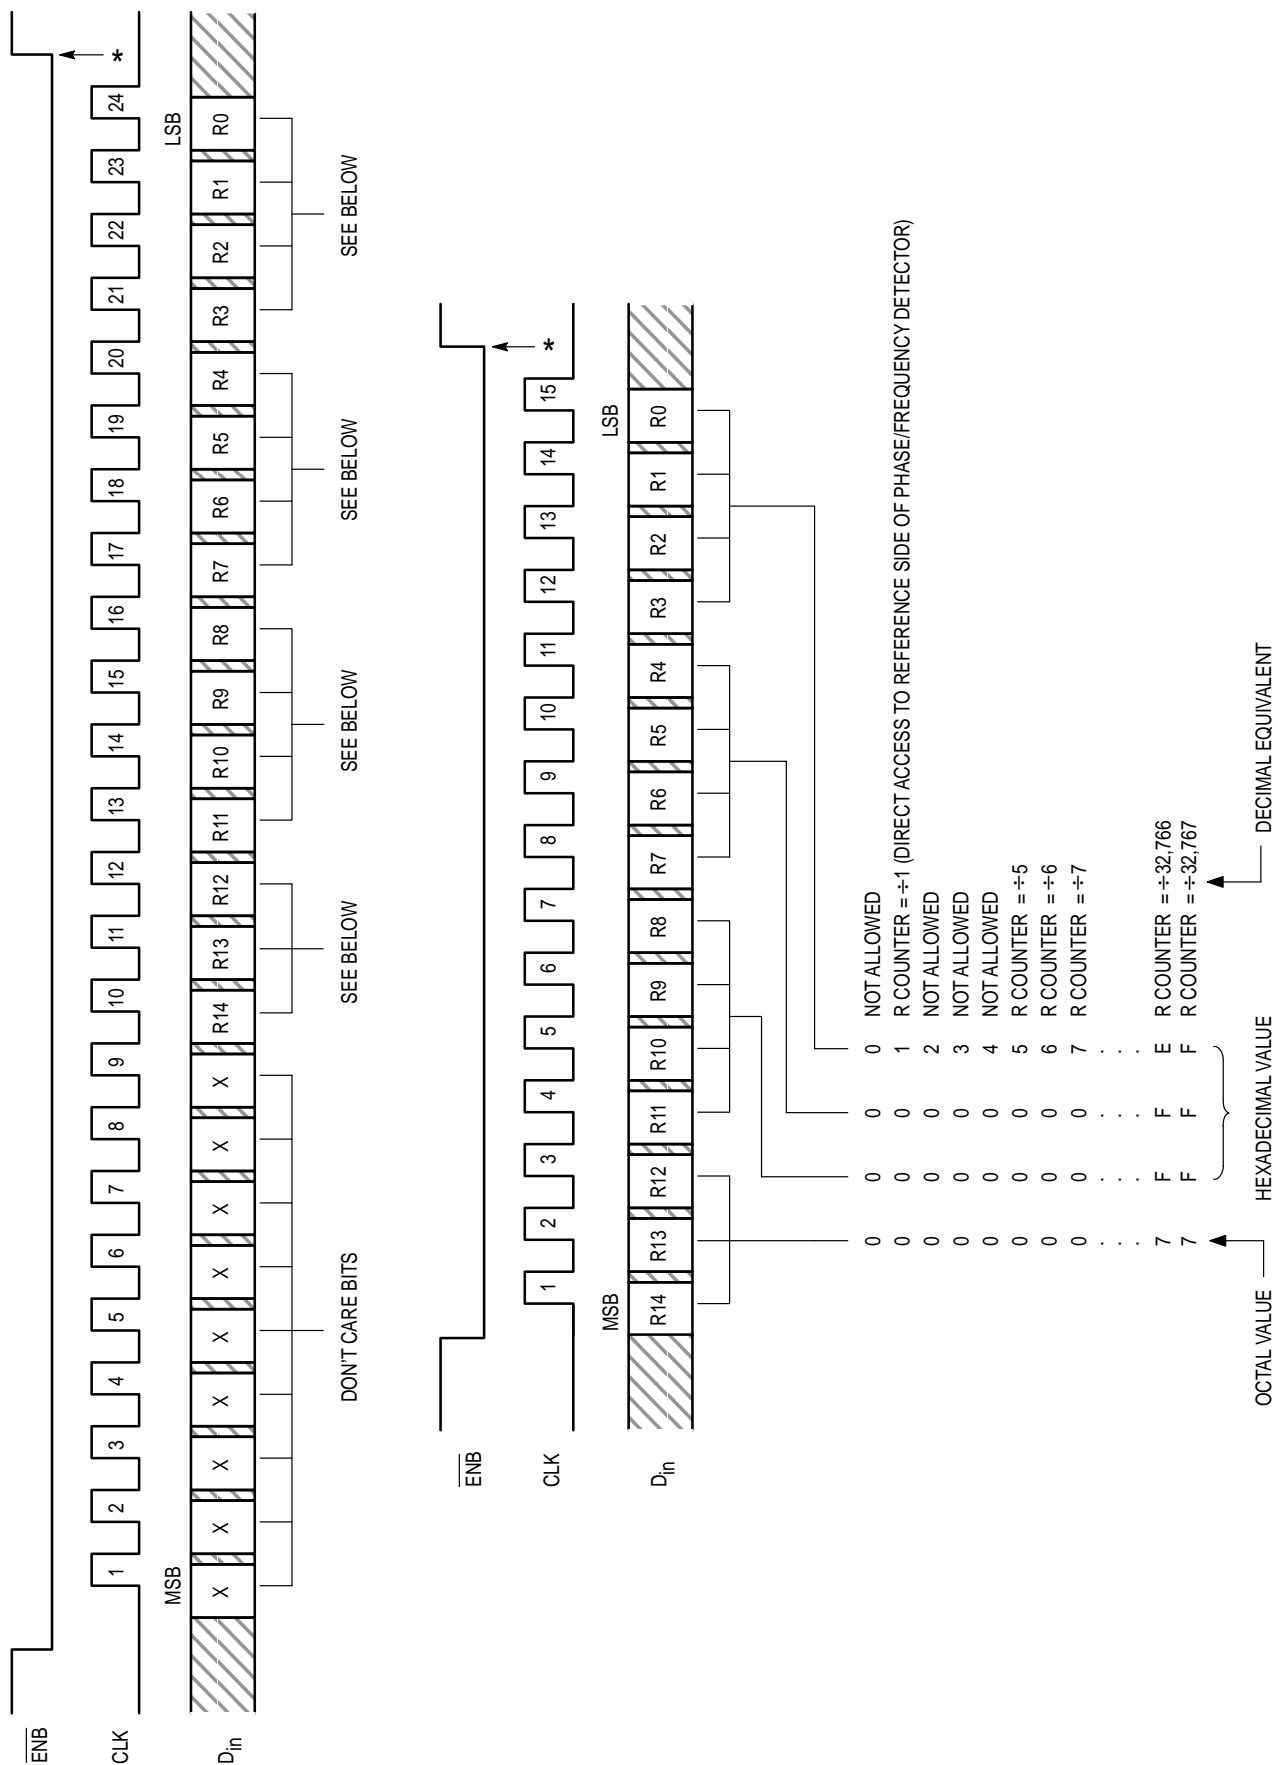 ENB
CLK
1 2 3 4 5 6 7 8 9 10 11 12 13 14 15 16 17 18 19 20 21 22 23 24 *
MSB LSB
Din
X X X X X X X X X R14 R13 R12 R11 R10 R9 R8 R7 R6 R5 R4 R3 R2 R1 R0
DON'T CARE BITS SEE BELOW SEE BELOW SEE BELOW SEE BELOW
ENB
CLK
1 2 3 4 5 6 7 8 9 10 11 12 13 14 15 *
MSB LSB
Din
R14 R13 R12 R11 R10 R9 R8 R7 R6 R5 R4 R3 R2 R1 R0
0 0 0 0 NOT ALLOWED
0 0 0 1 R COUNTER = ÷1 (DIRECT ACCESS TO REFERENCE SIDE OF PHASE/FREQUENCY DETECTOR)
0 0 0 2 NOT ALLOWED
0 0 0 3 NOT ALLOWED
0 0 0 4 NOT ALLOWED
0 0 0 5 R COUNTER = ÷5
0 0 0 6 R COUNTER = ÷6
0 0 0 7 R COUNTER = ÷7
. . . .
. . . .
. . . .
7 F F E R COUNTER = ÷32,766
7 F F F R COUNTER = ÷32,767
OCTAL VALUE HEXADECIMAL VALUE DECIMAL EQUIVALENT